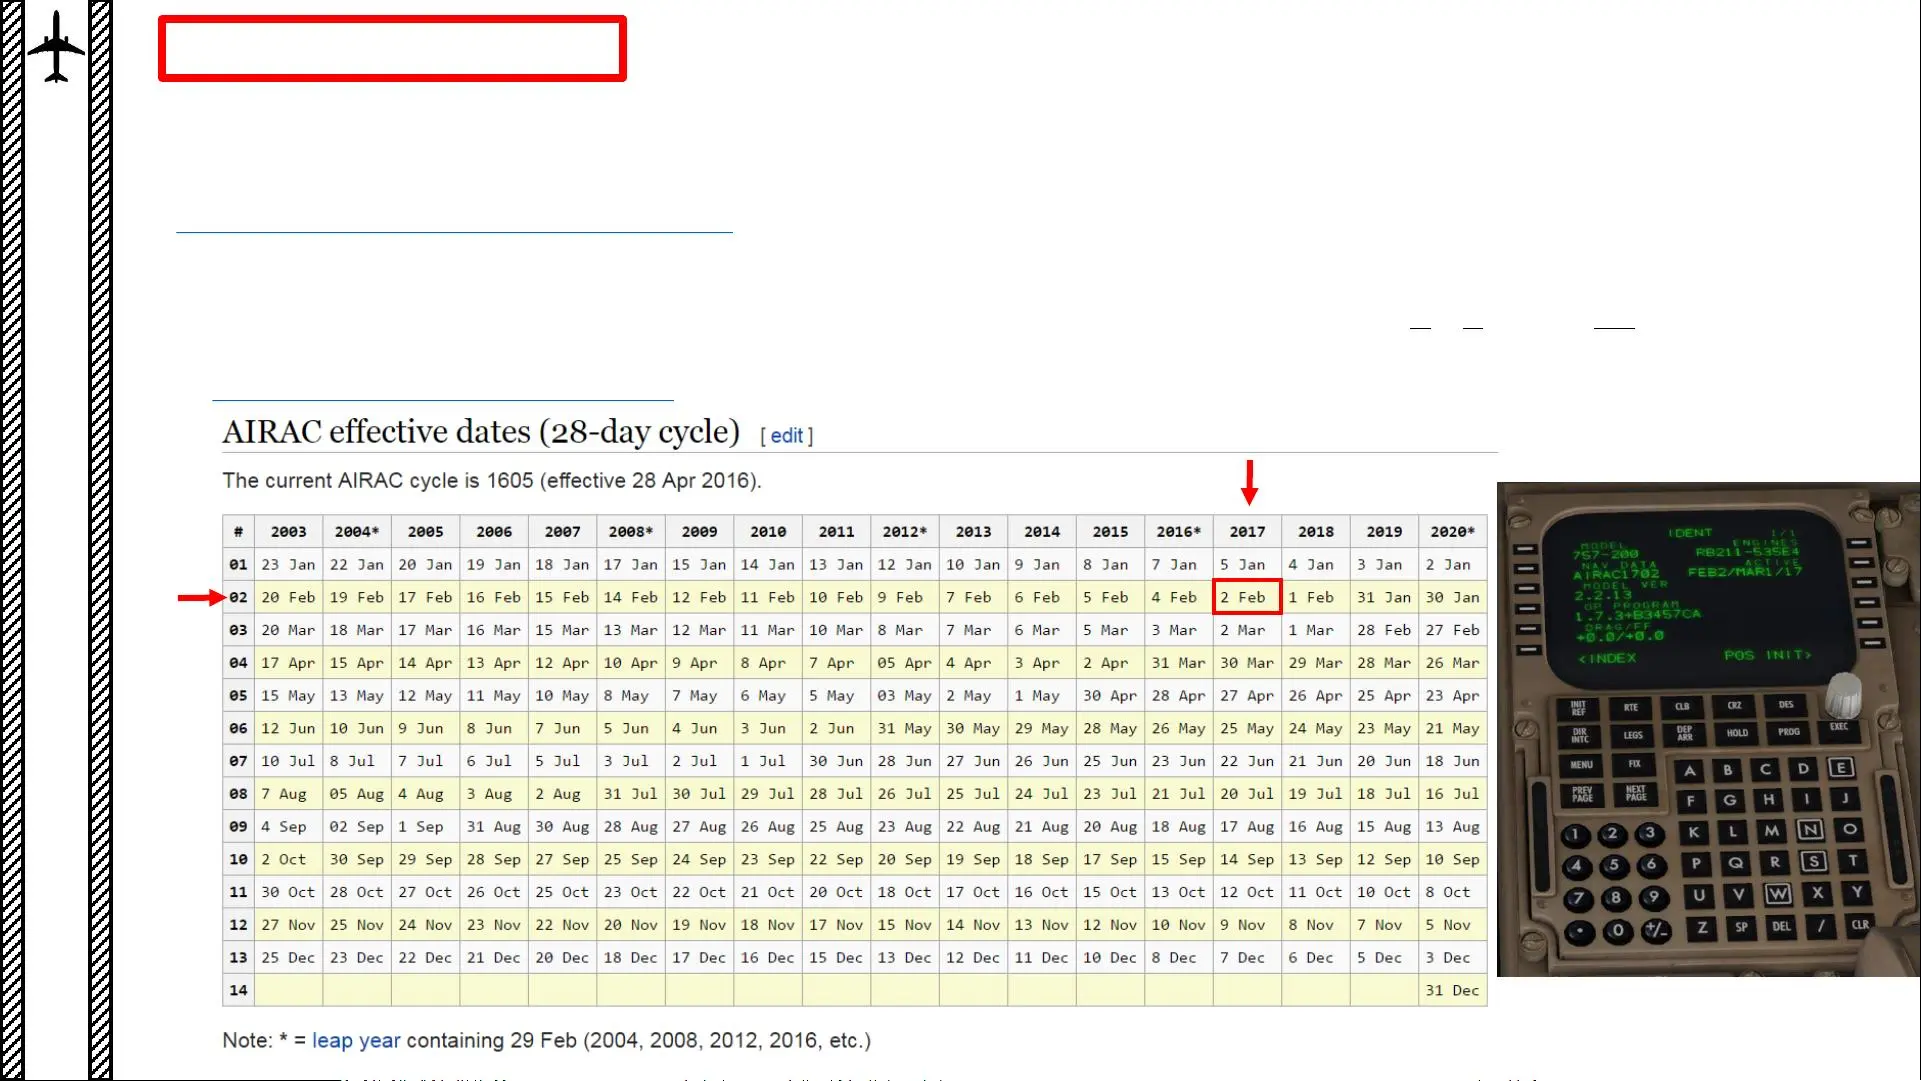 AIRAC effective dates (28-day cycle) [ edit ]
The current AIRAC cycle is 1605 (effective 28 Apr 2016).
# 2003 2004* 2005 2006 2007 2008* 2009 2010 2011 2012* 2013 2014 2015 2016* 2017 2018 2019 2020*
01 23 Jan 22 Jan 20 Jan 19 Jan 18 Jan 17 Jan 15 Jan 14 Jan 13 Jan 12 Jan 10 Jan 9 Jan 8 Jan 7 Jan 5 Jan 4 Jan 3 Jan 2 Jan
02 20 Feb 19 Feb 17 Feb 16 Feb 15 Feb 14 Feb 12 Feb 11 Feb 10 Feb 9 Feb 7 Feb 6 Feb 5 Feb 4 Feb 2 Feb 1 Feb 31 Jan 30 Jan
03 20 Mar 18 Mar 17 Mar 16 Mar 15 Mar 13 Mar 12 Mar 11 Mar 10 Mar 8 Mar 7 Mar 6 Mar 5 Mar 3 Mar 2 Mar 1 Mar 28 Feb 27 Feb
04 17 Apr 15 Apr 14 Apr 13 Apr 12 Apr 10 Apr 9 Apr 8 Apr 7 Apr 05 Apr 4 Apr 3 Apr 2 Apr 31 Mar 30 Mar 29 Mar 28 Mar 26 Mar
05 15 May 13 May 12 May 11 May 10 May 8 May 7 May 6 May 5 May 03 May 2 May 1 May 30 Apr 28 Apr 27 Apr 26 Apr 25 Apr 23 Apr
06 12 Jun 10 Jun 9 Jun 8 Jun 7 Jun 5 Jun 4 Jun 3 Jun 2 Jun 31 May 30 May 29 May 28 May 26 May 25 May 24 May 23 May 21 May
07 10 Jul 8 Jul 7 Jul 6 Jul 5 Jul 3 Jul 2 Jul 1 Jul 30 Jun 28 Jun 27 Jun 26 Jun 25 Jun 23 Jun 22 Jun 21 Jun 20 Jun 18 Jun
08 7 Aug 05 Aug 4 Aug 3 Aug 2 Aug 31 Jul 30 Jul 29 Jul 28 Jul 26 Jul 25 Jul 24 Jul 23 Jul 21 Jul 20 Jul 19 Jul 18 Jul 16 Jul
09 4 Sep 02 Sep 1 Sep 31 Aug 30 Aug 28 Aug 27 Aug 26 Aug 25 Aug 23 Aug 22 Aug 21 Aug 20 Aug 18 Aug 17 Aug 16 Aug 15 Aug 13 Aug
10 2 Oct 30 Sep 29 Sep 28 Sep 27 Sep 25 Sep 24 Sep 23 Sep 22 Sep 20 Sep 19 Sep 18 Sep 17 Sep 15 Sep 14 Sep 13 Sep 12 Sep 10 Sep
11 30 Oct 28 Oct 27 Oct 26 Oct 25 Oct 23 Oct 22 Oct 21 Oct 20 Oct 18 Oct 17 Oct 16 Oct 15 Oct 13 Oct 12 Oct 11 Oct 10 Oct 8 Oct
12 27 Nov 25 Nov 24 Nov 23 Nov 22 Nov 20 Nov 19 Nov 18 Nov 17 Nov 15 Nov 14 Nov 13 Nov 12 Nov 10 Nov 9 Nov 8 Nov 7 Nov 5 Nov
13 25 Dec 23 Dec 22 Dec 21 Dec 20 Dec 18 Dec 17 Dec 16 Dec 15 Dec 13 Dec 12 Dec 11 Dec 10 Dec 8 Dec 7 Dec 6 Dec 5 Dec 3 Dec
14 31 Dec
Note: * = leap year containing 29 Feb (2004, 2008, 2012, 2016, etc.)
IDENT 1/1
MODEL ENGINES
757-200 RB211-535E4
NAV DATA ACTIVE
AIRAC1702 FEB2/MAR1/17
MODEL VER
2.2.13
OP PROGRAM
1.7.3+B3457CA
DRAG/FF
+0.0/+0.0
<INDEX POS INIT>
INIT REF RTE CLB CRZ DES
DIR INTC LEGS DEP ARR HOLD PROG EXEC
MENU FIX
PREV PAGE NEXT PAGE
A B C D E
F G H I J
1 2 3 K L M N O
4 5 6 P Q R S T
7 8 9 U V W X Y
. 0 +/- Z SP DEL / CLR